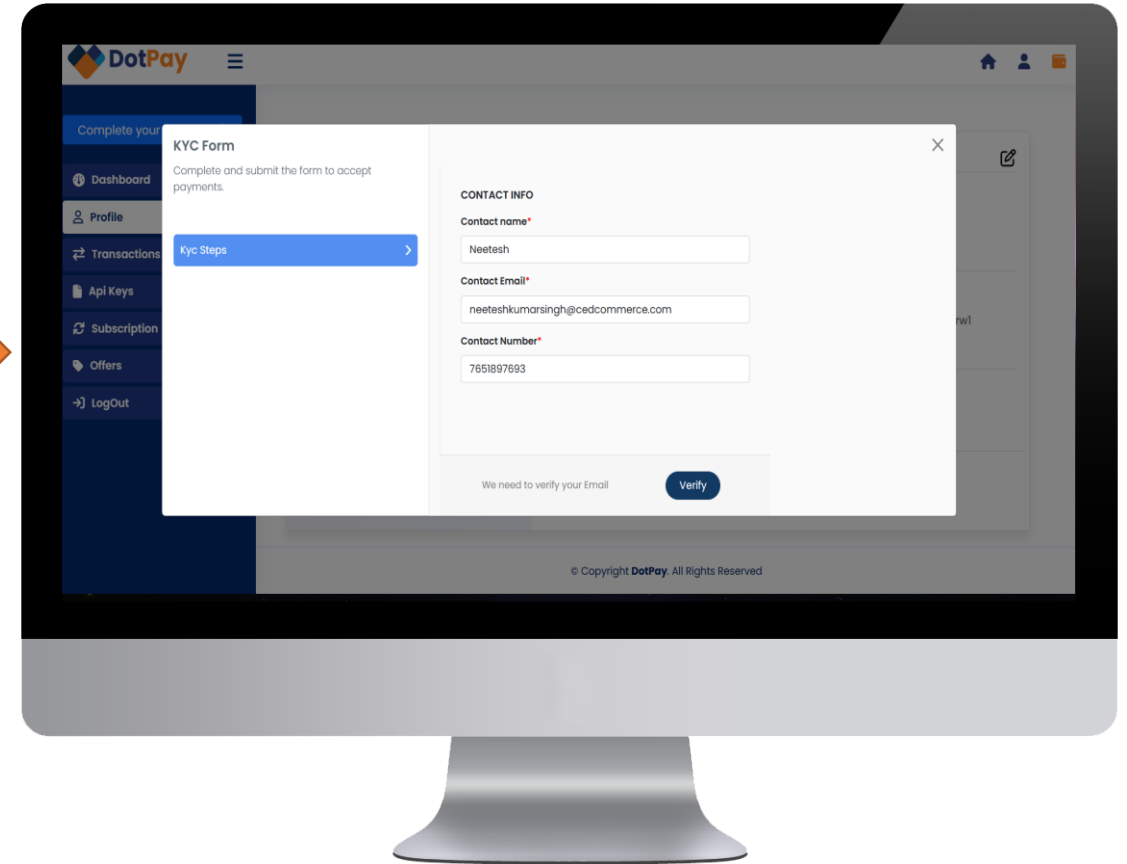 DotPay
Complete your
Dashboard
Profile
Transactions
Api Keys
Subscription
Offers
LogOut
KYC Form
Complete and submit the form to accept
payments.
Kyc Steps
CONTACT INFO
Contact name*
Neetesh
Contact Email*
neeteshkumarsingh@cedcommerce.com
Contact Number*
7651897693
We need to verify your Email
Verify
rw1
© Copyright DotPay. All Rights Reserved